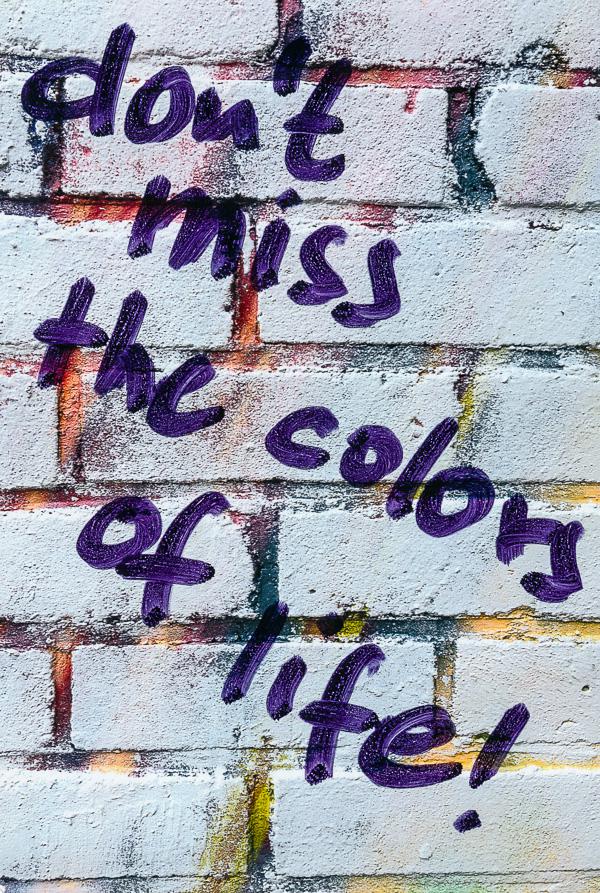 don't
miss
the colors
of
life!